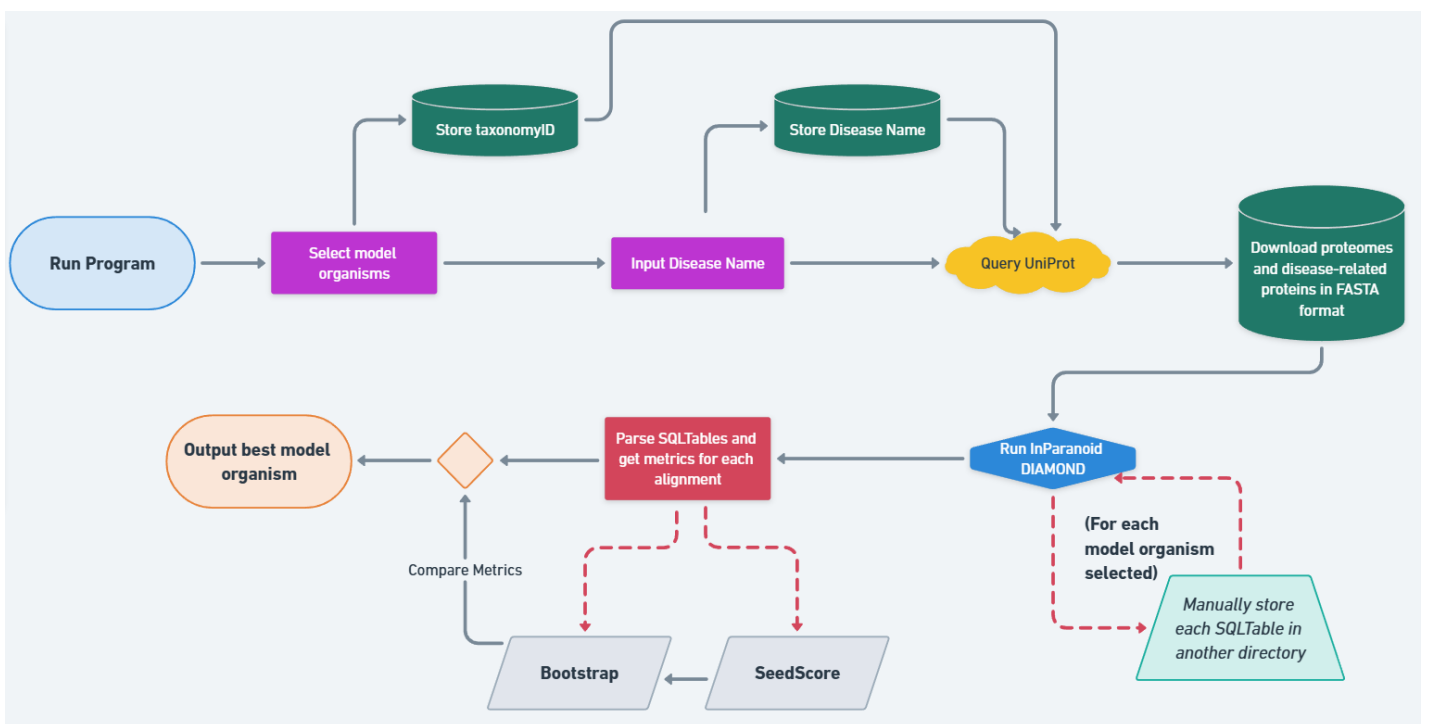 Store taxonomyID
Store Disease Name
Run Program
Select model
organisms
Input Disease Name
Query UniProt
Download proteomes
and disease-related
proteins in FASTA
format
Output best model
organism
Parse SQLTables and
get metrics for each
alignment
Run InParanoid
DIAMOND
(For each
model organism
selected)
Compare Metrics
Manually store
each SQLTable in
another directory
Bootstrap
SeedScore